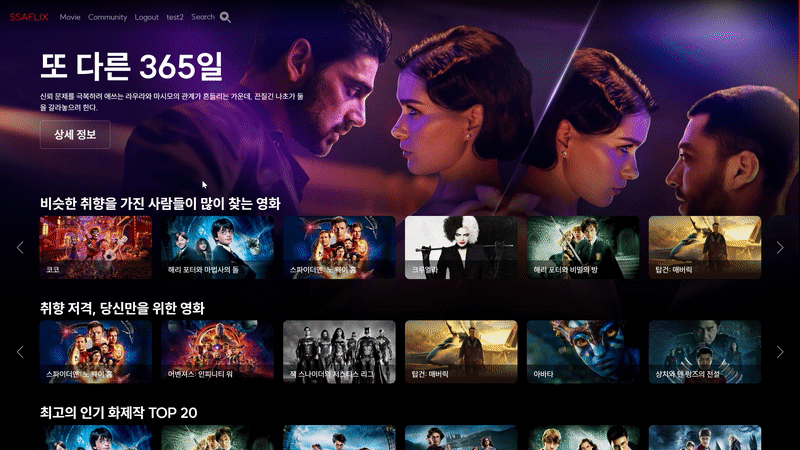 SSAFLIX Movie Community Logout test2 Search
또 다른 365일
신뢰 문제를 극복하려 애쓰는 라우라와 마시모의 관계가 흔들리는 가운데, 끈질긴 나초가 둘
을 갈라놓으려 한다.
상세 정보
비슷한 취향을 가진 사람들이 많이 찾는 영화
코코 해리 포터와 마법사의 돌 스파이더맨: 노 웨이 홈 크루엘라 해리 포터와 비밀의 방 탑건: 매버릭
취향 저격, 당신만을 위한 영화
스파이더맨: 노 웨이 홈 어벤져스: 인피니티 워 잭 스나이더의 저스티스 리그 탑건: 매버릭 아바타 샹치와 텐 링즈의 전설
최고의 인기 화제작 TOP 20